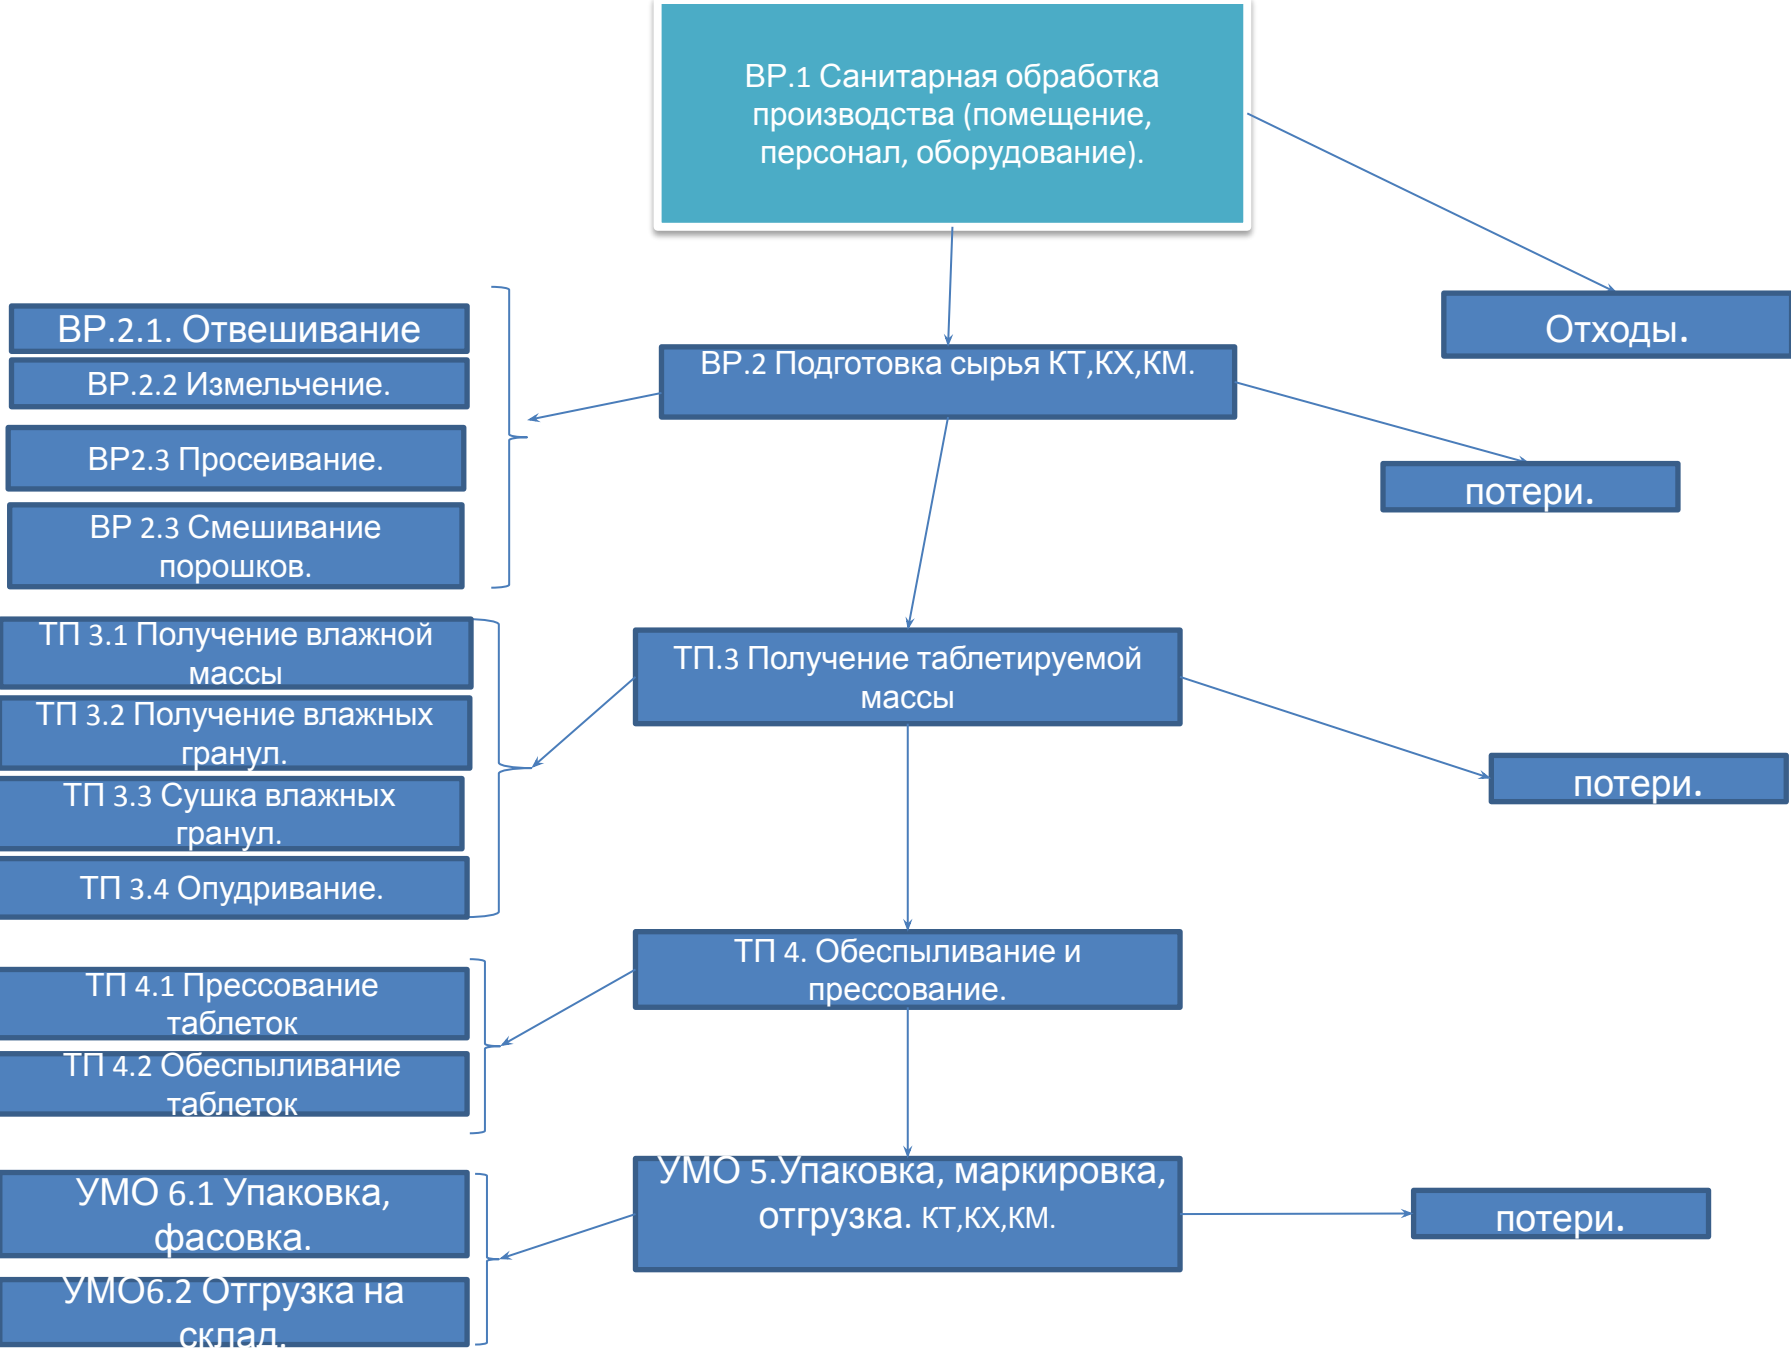 ВР.1 Санитарная обработка
производства (помещение,
персонал, оборудование).
Отходы.
ВР.2.1. Отвешивание
ВР.2.2 Измельчение.
ВР2.3 Просеивание.
ВР 2.3 Смешивание
порошков.
ВР.2 Подготовка сырья КТ,КХ,КМ.
потери.
ТП 3.1 Получение влажной
массы
ТП 3.2 Получение влажных
гранул.
ТП 3.3 Сушка влажных
гранул.
ТП 3.4 Опудривание.
ТП.3 Получение таблетируемой
массы
потери.
ТП 4.1 Прессование
таблеток
ТП 4.2 Обеспыливание
таблеток
ТП 4. Обеспыливание и
прессование.
УМО 6.1 Упаковка,
фасовка.
УМО6.2 Отгрузка на
склад.
УМО 5.Упаковка, маркировка,
отгрузка. КТ,КХ,КМ.
потери.